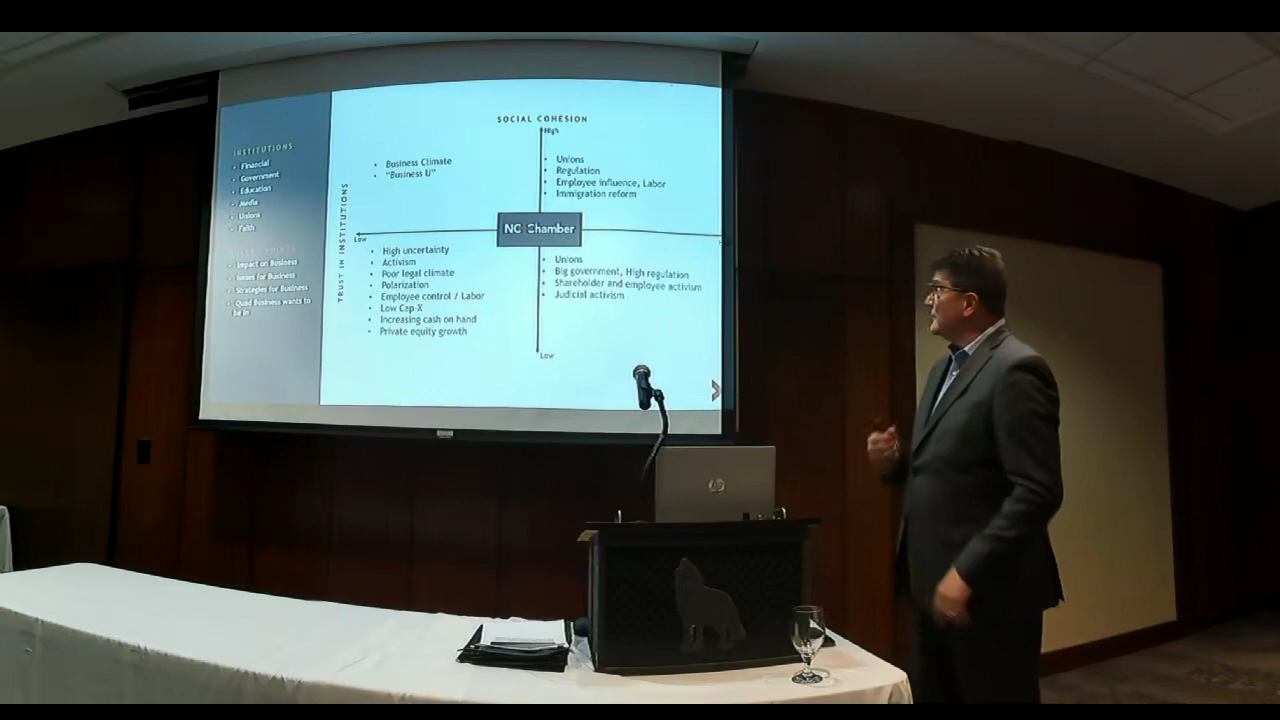 INSTITUTIONS
• Financial
• Government
• Education
• Media
• Unions
• Faith
• Impact on Business
• Issues for Business
• Strategies for Business
• Quad Business wants to
be in
SOCIAL COHESION
High
• Business Climate
• "Business U"
• Unions
• Regulation
• Employee influence, Labor
• Immigration reform
TRUST IN INSTITUTIONS
NC Chamber
Low
• High uncertainty
• Activism
• Poor legal climate
• Polarization
• Employee control / Labor
• Low Cap-X
• Increasing cash on hand
• Private equity growth
• Unions
• Big government, High regulation
• Shareholder and employee activism
• Judicial activism
Low
hp